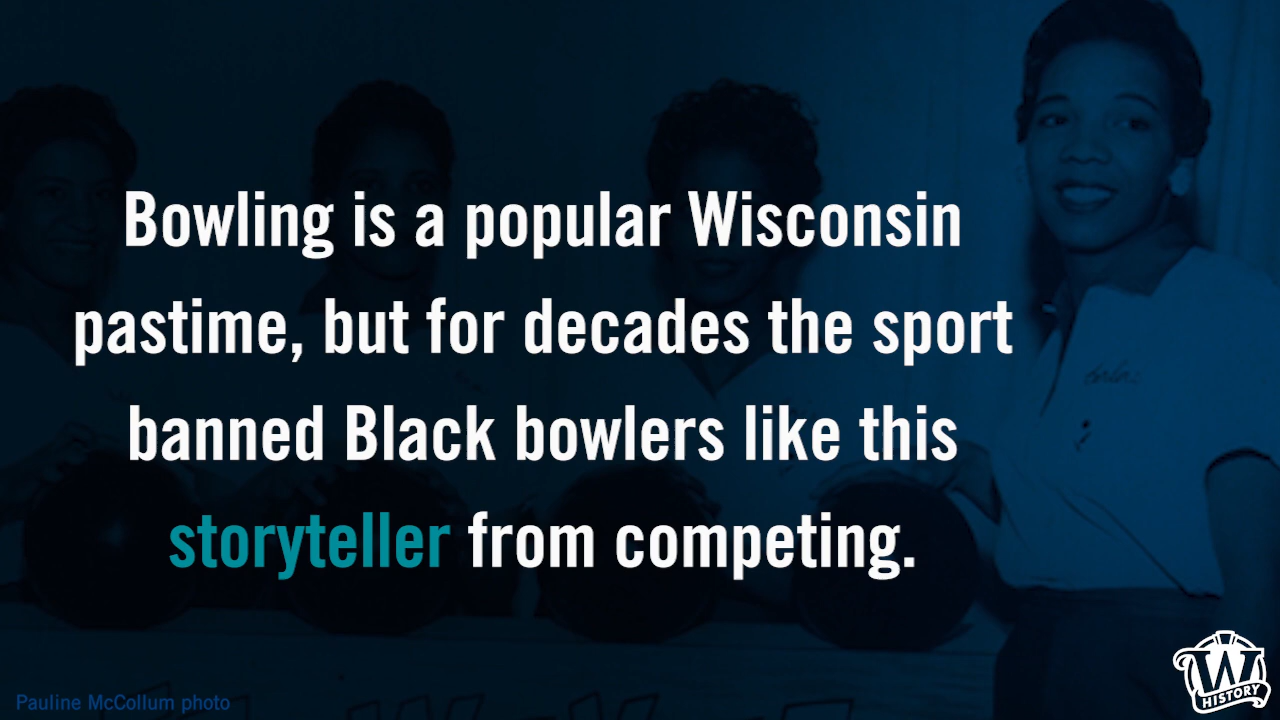 Bowling is a popular Wisconsin
pastime, but for decades the sport
banned Black bowlers like this
storyteller from competing.
Pauline McCollum photo
W
HISTORY